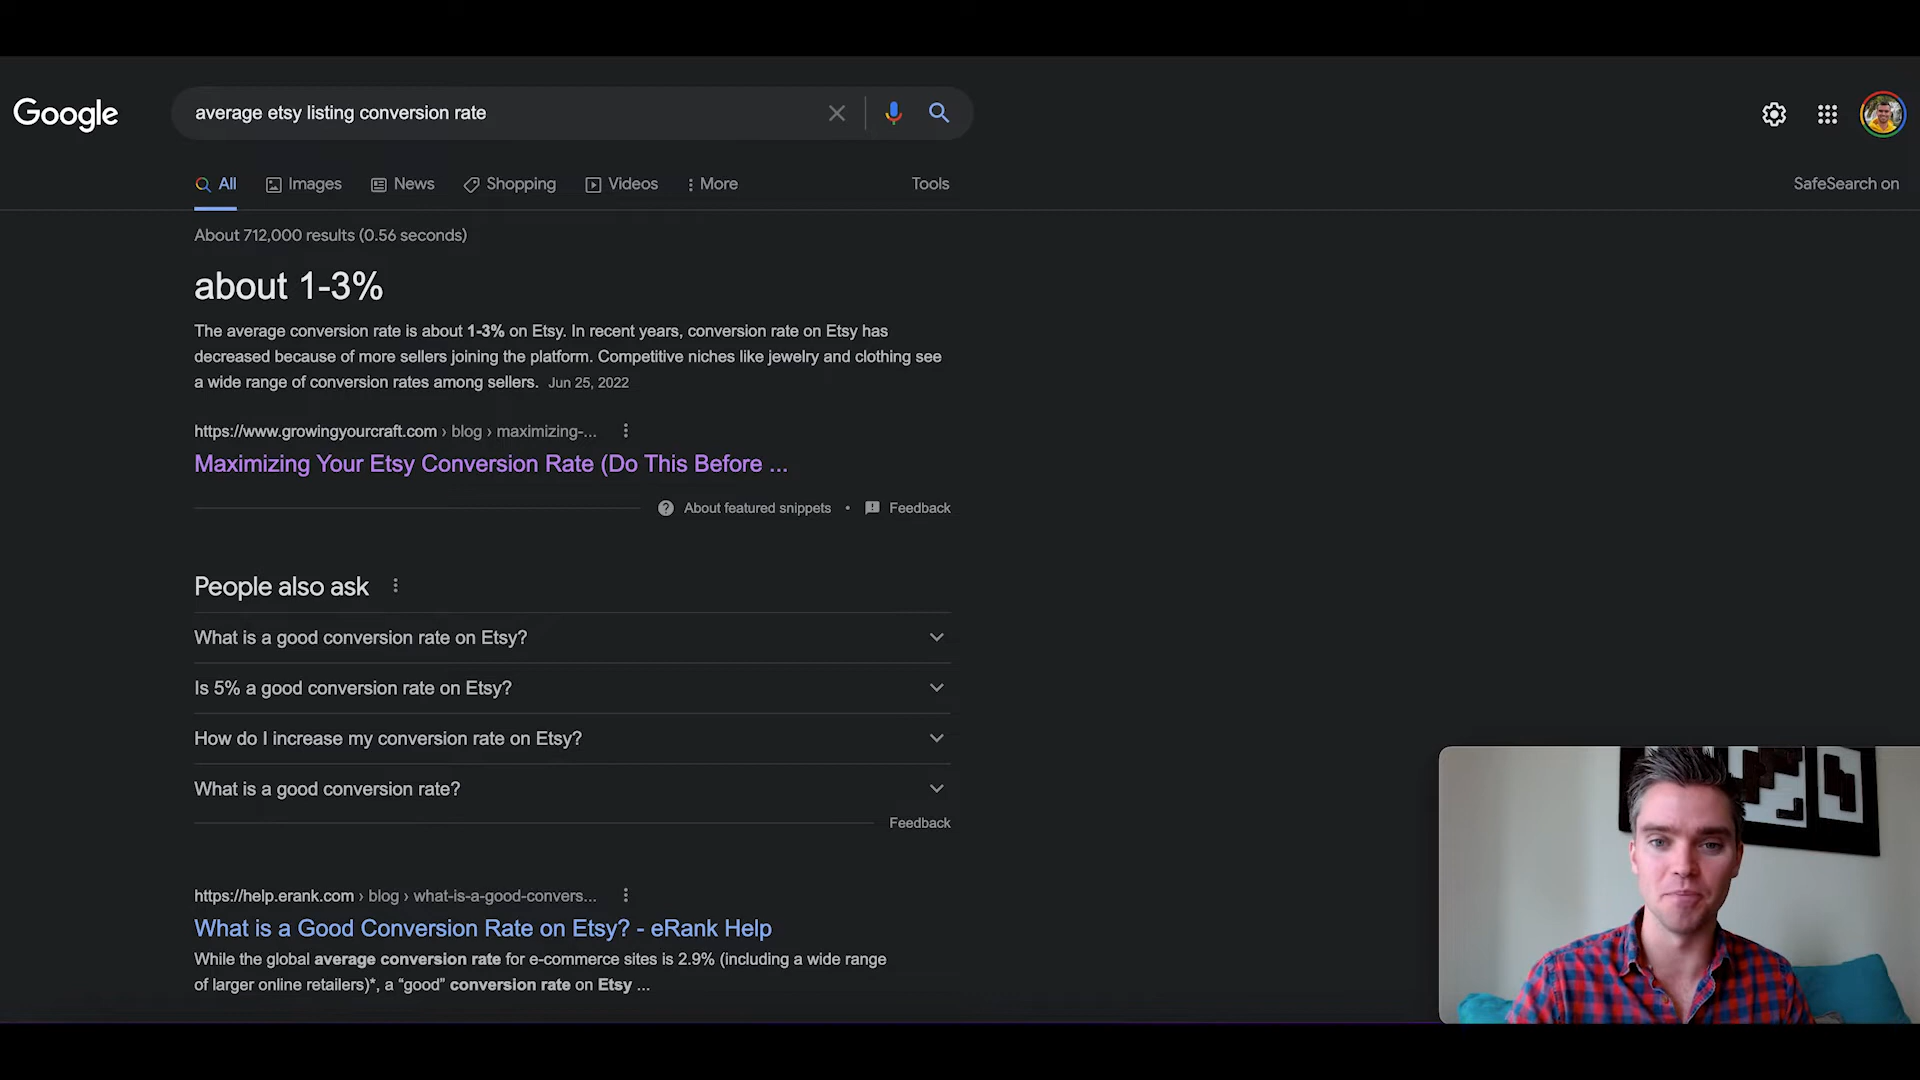 Google
average etsy listing conversion rate
All
Images
News
Shopping
Videos
More
Tools
SafeSearch on
About 712,000 results (0.56 seconds)
about 1-3%
The average conversion rate is about 1-3% on Etsy. In recent years, conversion rate on Etsy has
decreased because of more sellers joining the platform. Competitive niches like jewelry and clothing see
a wide range of conversion rates among sellers. Jun 25, 2022
https://www.growingyourcraft.com › blog › maximizing-...
Maximizing Your Etsy Conversion Rate (Do This Before ...
About featured snippets • Feedback
People also ask
What is a good conversion rate on Etsy?
Is 5% a good conversion rate on Etsy?
How do I increase my conversion rate on Etsy?
What is a good conversion rate?
Feedback
https://help.erank.com › blog › what-is-a-good-convers...
What is a Good Conversion Rate on Etsy? - eRank Help
While the global average conversion rate for e-commerce sites is 2.9% (including a wide range
of larger online retailers)*, a “good” conversion rate on Etsy ...